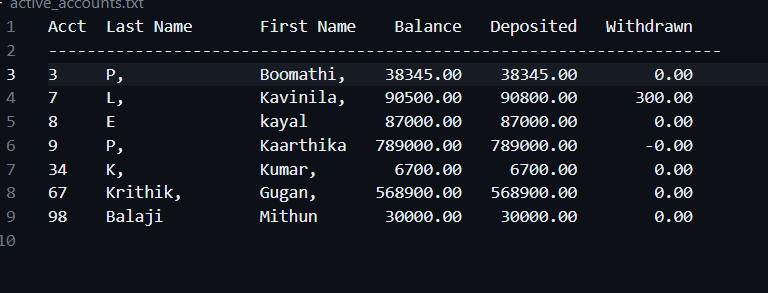 active_accounts.txt
1 Acct Last Name First Name Balance Deposited Withdrawn
2 ----------------------------------------------------------------------
3 3 P, Boomathi, 38345.00 38345.00 0.00
4 7 L, Kavinila, 90500.00 90800.00 300.00
5 8 E kayal 87000.00 87000.00 0.00
6 9 P, Kaarthika 789000.00 789000.00 -0.00
7 34 K, Kumar, 6700.00 6700.00 0.00
8 67 Krithik, Gugan, 568900.00 568900.00 0.00
9 98 Balaji Mithun 30000.00 30000.00 0.00
10